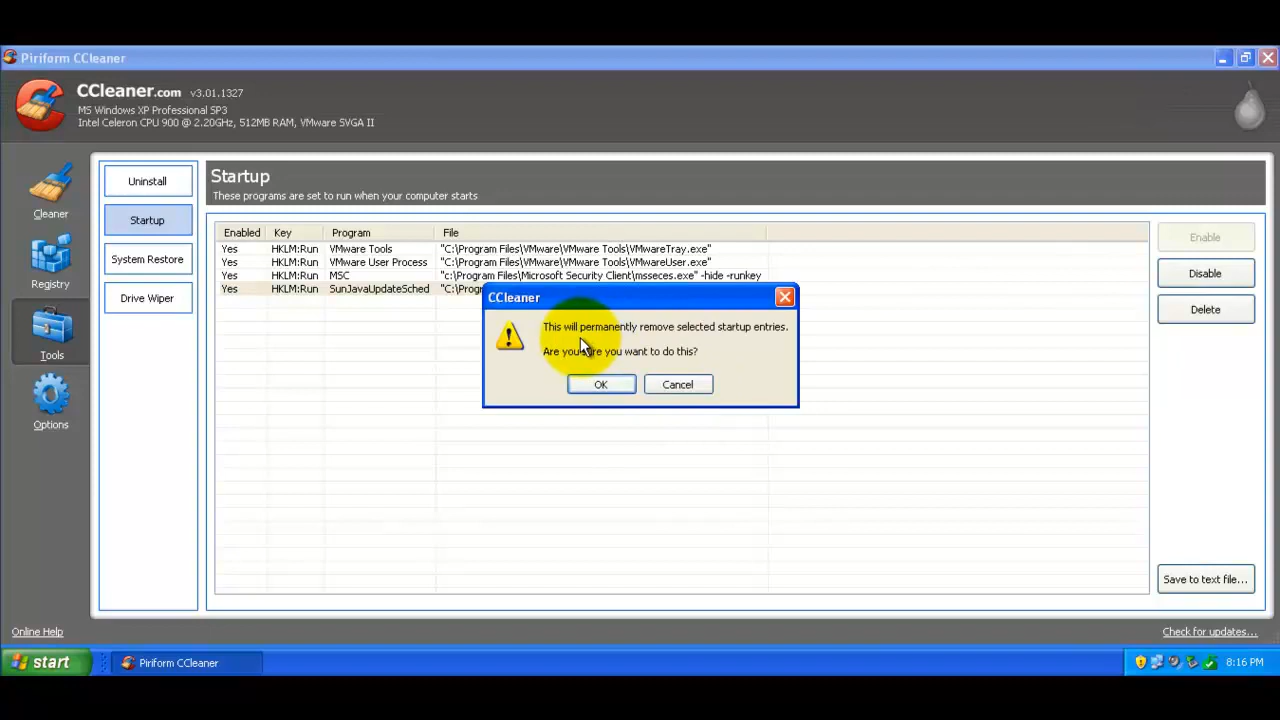 Piriform CCleaner
CCleaner.com v3.01.1327
MS Windows XP Professional SP3
Intel Celeron CPU 900 @ 2.20GHz, 512MB RAM, VMware SVGA II
Cleaner
Registry
Tools
Options
Uninstall
Startup
System Restore
Drive Wiper
Startup
These programs are set to run when your computer starts
Enabled Key Program File
Yes HKLM:Run VMware Tools "C:\Program Files\VMware\VMware Tools\VMwareTray.exe"
Yes HKLM:Run VMware User Process "C:\Program Files\VMware\VMware Tools\VMwareUser.exe"
Yes HKLM:Run MSC "c:\Program Files\Microsoft Security Client\msseces.exe" -hide -runkey
Yes HKLM:Run SunJavaUpdateSched
CCleaner
This will permanently remove selected startup entries.
Are you sure you want to do this?
OK
Cancel
Enable
Disable
Delete
Save to text file...
Online Help
Check for updates...
start
Piriform CCleaner
8:16 PM